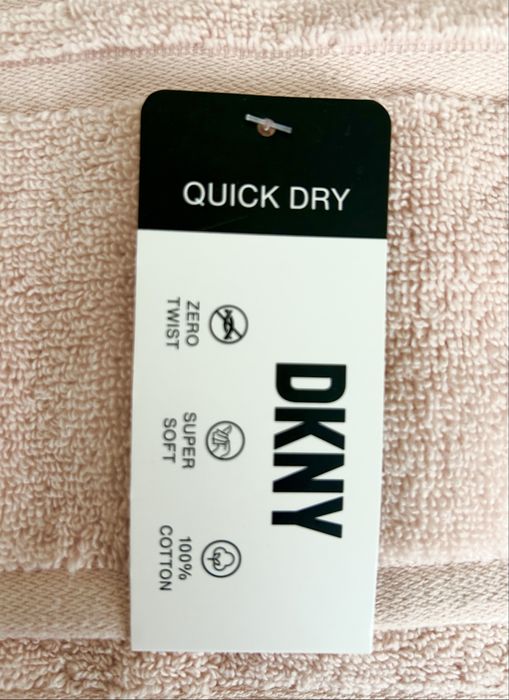 QUICK DRY
DKNY
ZERO
TWIST
SUPER
SOFT
100%
COTTON